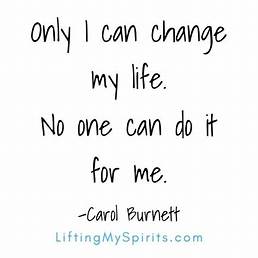 Only I can change
my life.
No one can do it
for me.
-Carol Burnett
LiftingMySpirits.com